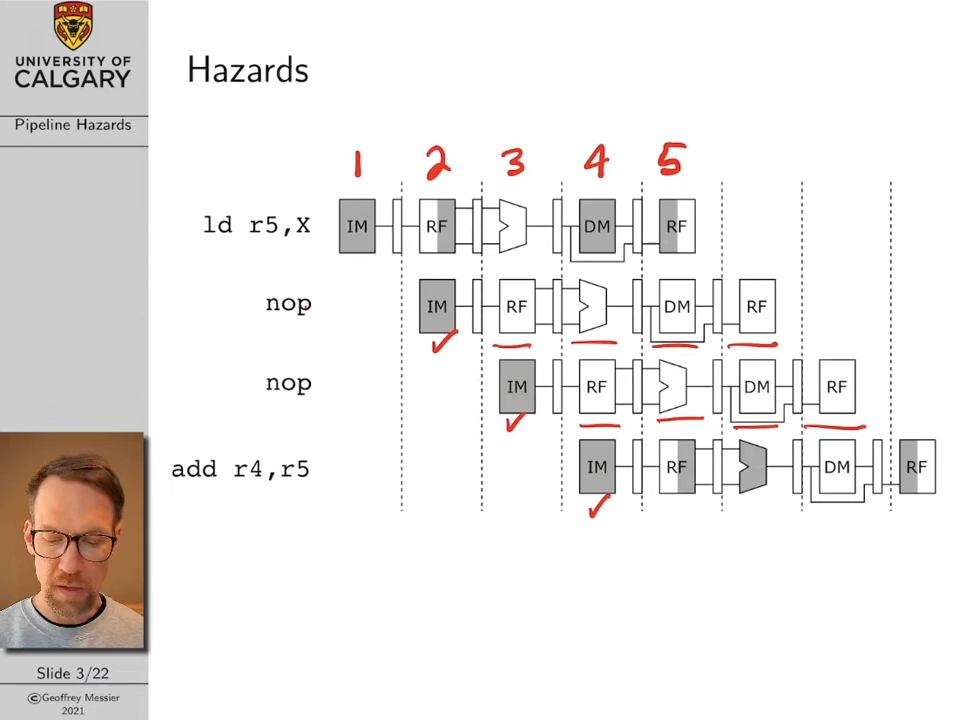 UNIVERSITY OF
CALGARY
Pipeline Hazards
Hazards
1 2 3 4 5
ld r5,X IM RF DM RF
nop IM RF DM RF
nop IM RF DM RF
add r4,r5 IM RF DM RF
Slide 3/22
©Geoffrey Messier
2021